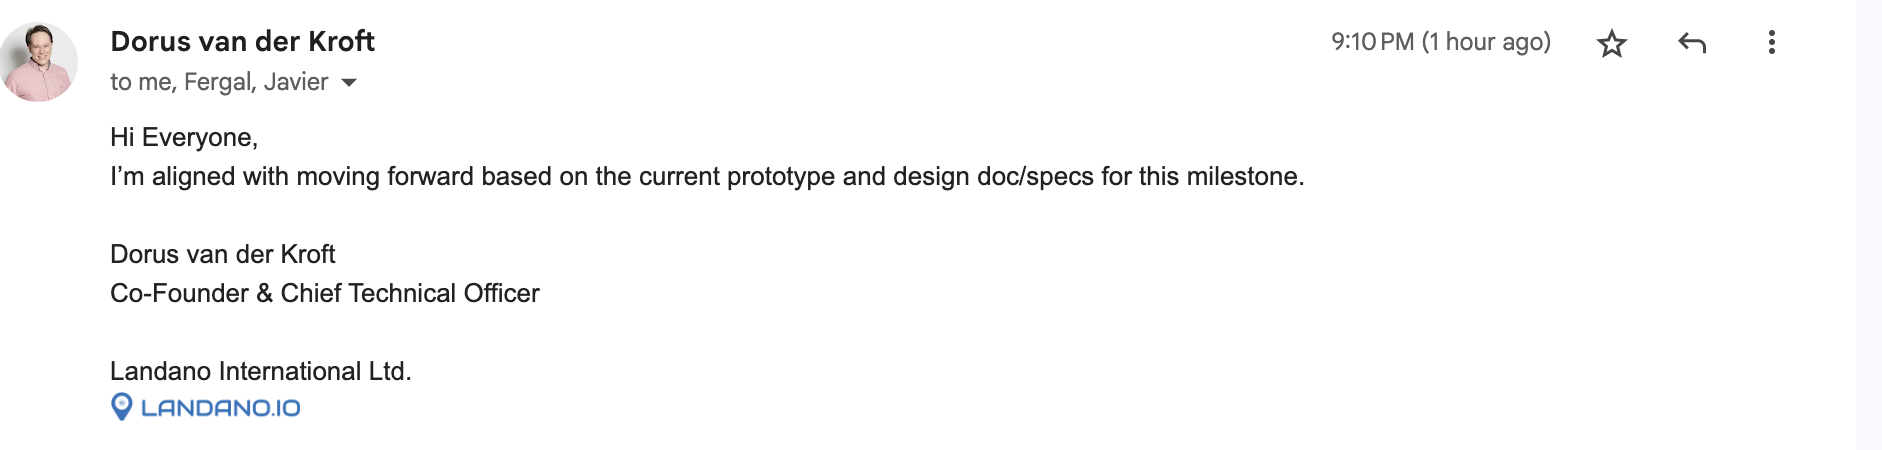 Dorus van der Kroft
9:10 PM (1 hour ago)
to me, Fergal, Javier
Hi Everyone,
I’m aligned with moving forward based on the current prototype and design doc/specs for this milestone.
Dorus van der Kroft
Co-Founder & Chief Technical Officer
Landano International Ltd.
LANDANO.IO